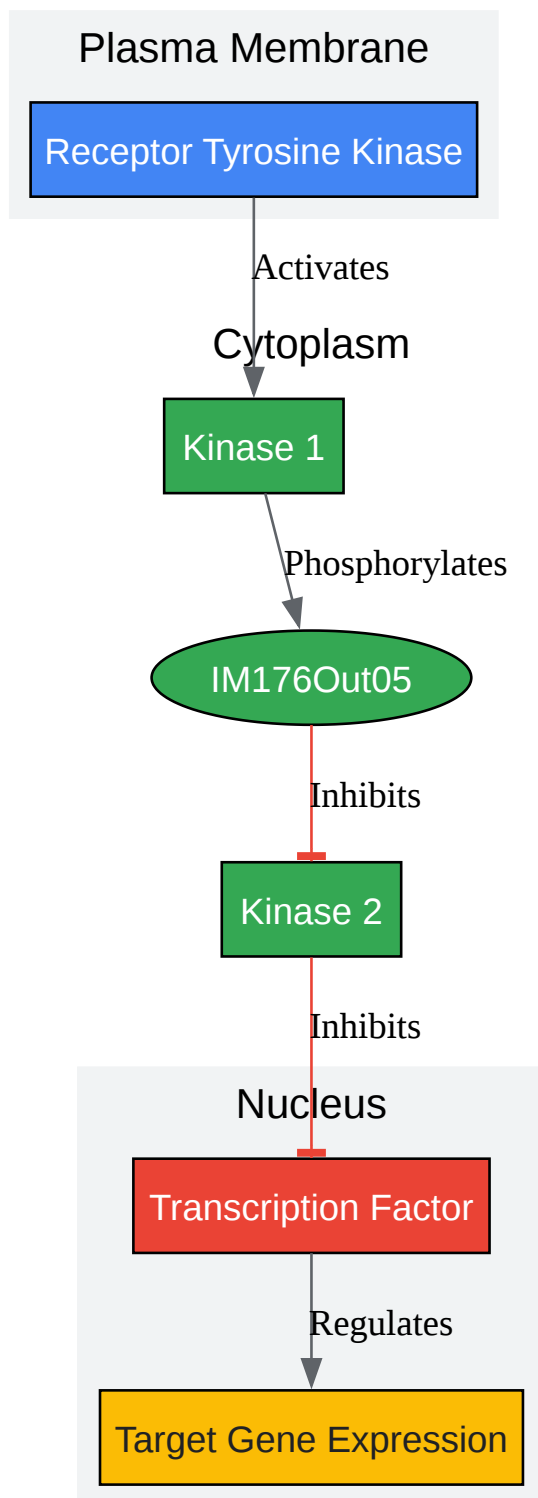 Plasma Membrane
Receptor Tyrosine Kinase
Activates
Cytoplasm
Kinase 1
Phosphorylates
IM176Out05
Inhibits
Kinase 2
Inhibits
Nucleus
Transcription Factor
Regulates
Target Gene Expression